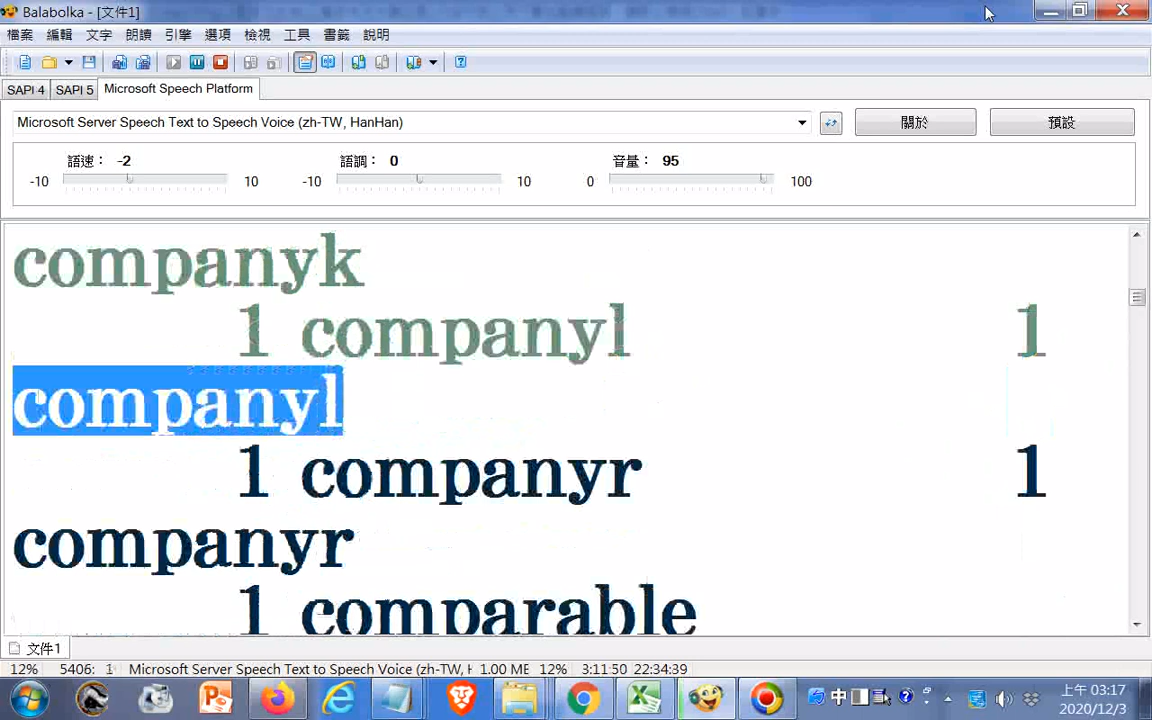 Balabolka - [文件1]
檔案 編輯 文字 朗讀 引擎 選項 檢視 工具 書籤 說明
SAPI 4 SAPI 5 Microsoft Speech Platform
Microsoft Server Speech Text to Speech Voice (zh-TW, HanHan) 關於 預設
語速： -2 語調： 0 音量： 95
-10 10 -10 10 0 100
companyk
1 companyl 1
companyl
1 companyr 1
companyr
1 comparable
文件1
12% 5406: Microsoft Server Speech Text to Speech Voice (zh-TW, 1.00 ME 12% 3:11:50 22:34:39
中
上午 03:17
2020/12/3